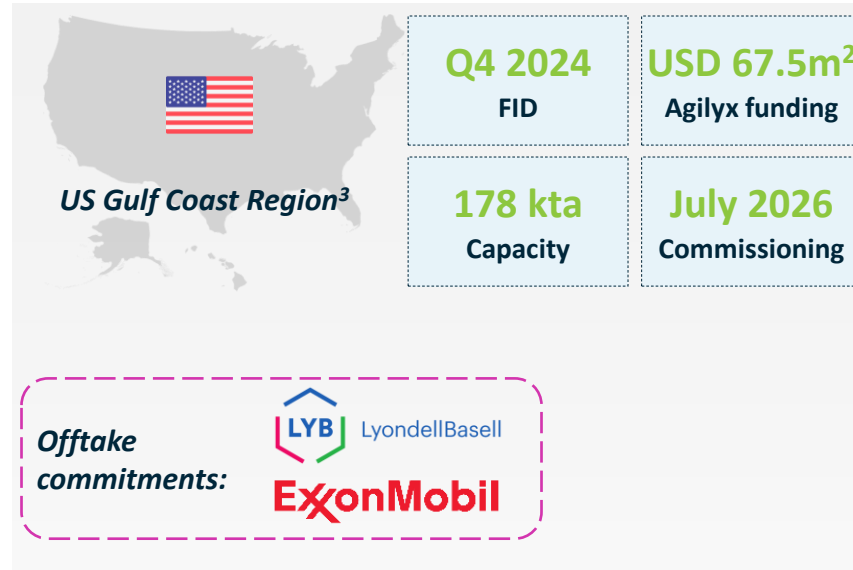 Q4 2024
FID
USD 67.5m²
Agilyx funding
US Gulf Coast Region³
178 kta
Capacity
July 2026
Commissioning
Offtake
commitments:
LYB
LyondellBasell
ExxonMobil